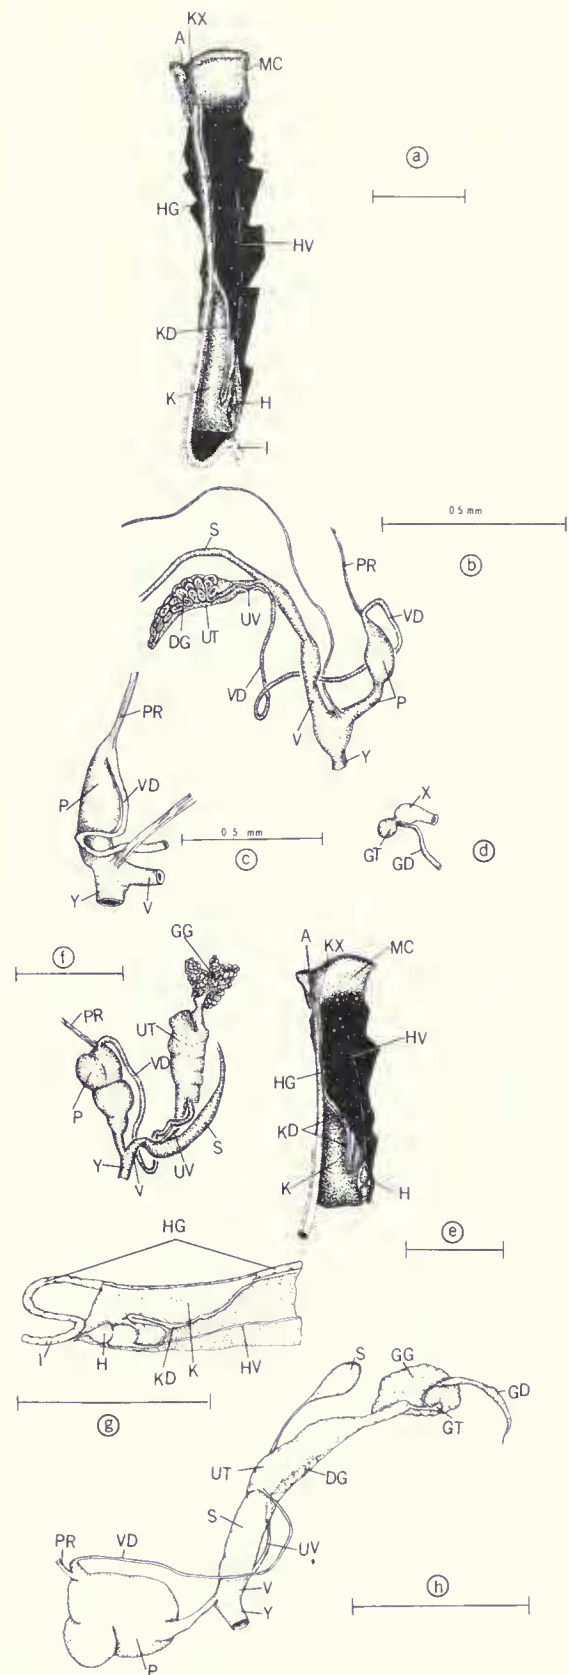 KX
A
MC
a
HG
HV
KD
K
H
I
0.5 mm
S
PR
b
VD
UV
DG
UT
VD
P
V
Y
PR
P
VD
X
0.5 mm
c
GT
GD
d
Y
V
GG
A
KX
MC
f
PR
UT
VD
HV
HG
P
KD
S
UV
Y
V
K
H
HG
e
I
H
KD
K
HV
S
GG
GD
g
GT
UT
DG
S
PR
VD
UV
V
h
Y
P